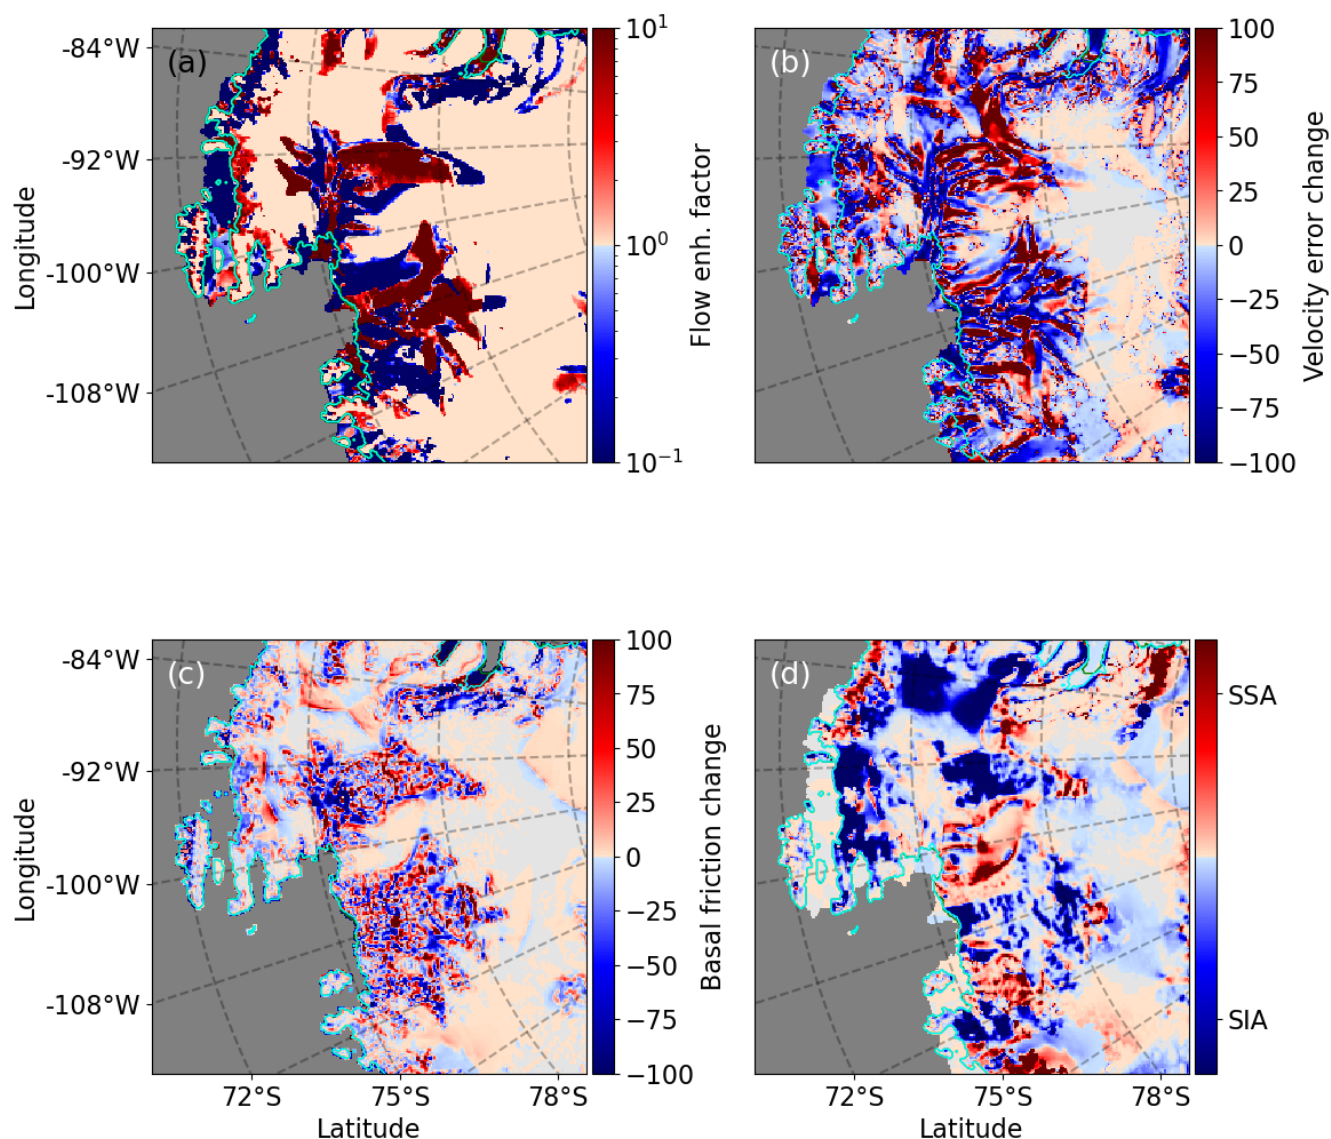 -84°W
-92°W
-100°W
-108°W
Longitude
(a)
10¹
10⁰
10⁻¹
Flow enh. factor
(b)
100
75
50
25
0
−25
−50
−75
−100
Velocity error change
-84°W
-92°W
-100°W
-108°W
Longitude
(c)
72°S
75°S
78°S
Latitude
100
75
50
25
0
−25
−50
−75
−100
Basal friction change
(d)
72°S
75°S
78°S
Latitude
SSA
SIA